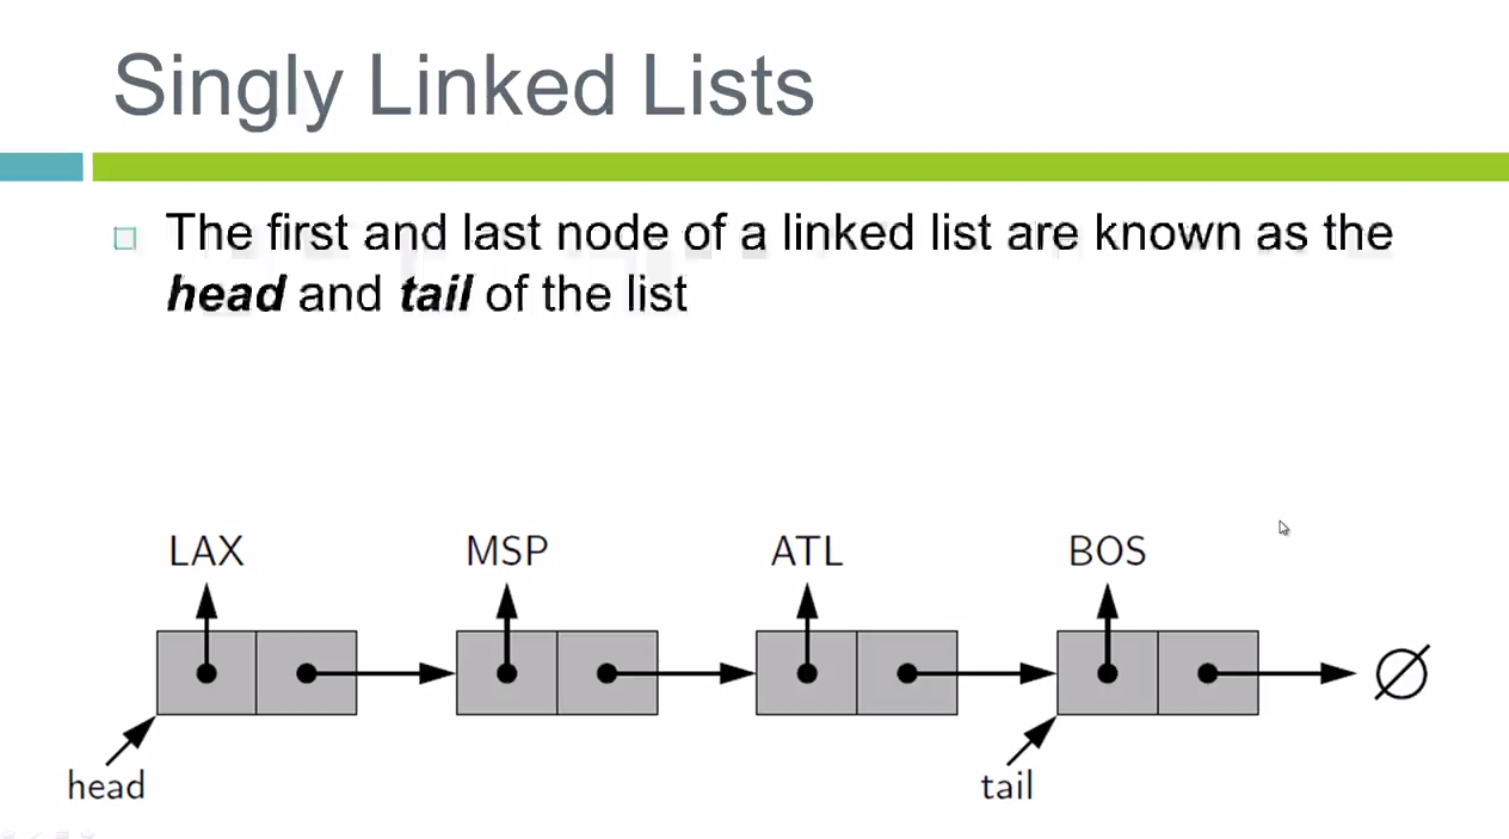 Singly Linked Lists
The first and last node of a linked list are known as the
head and tail of the list
LAX MSP ATL BOS
∅
head tail